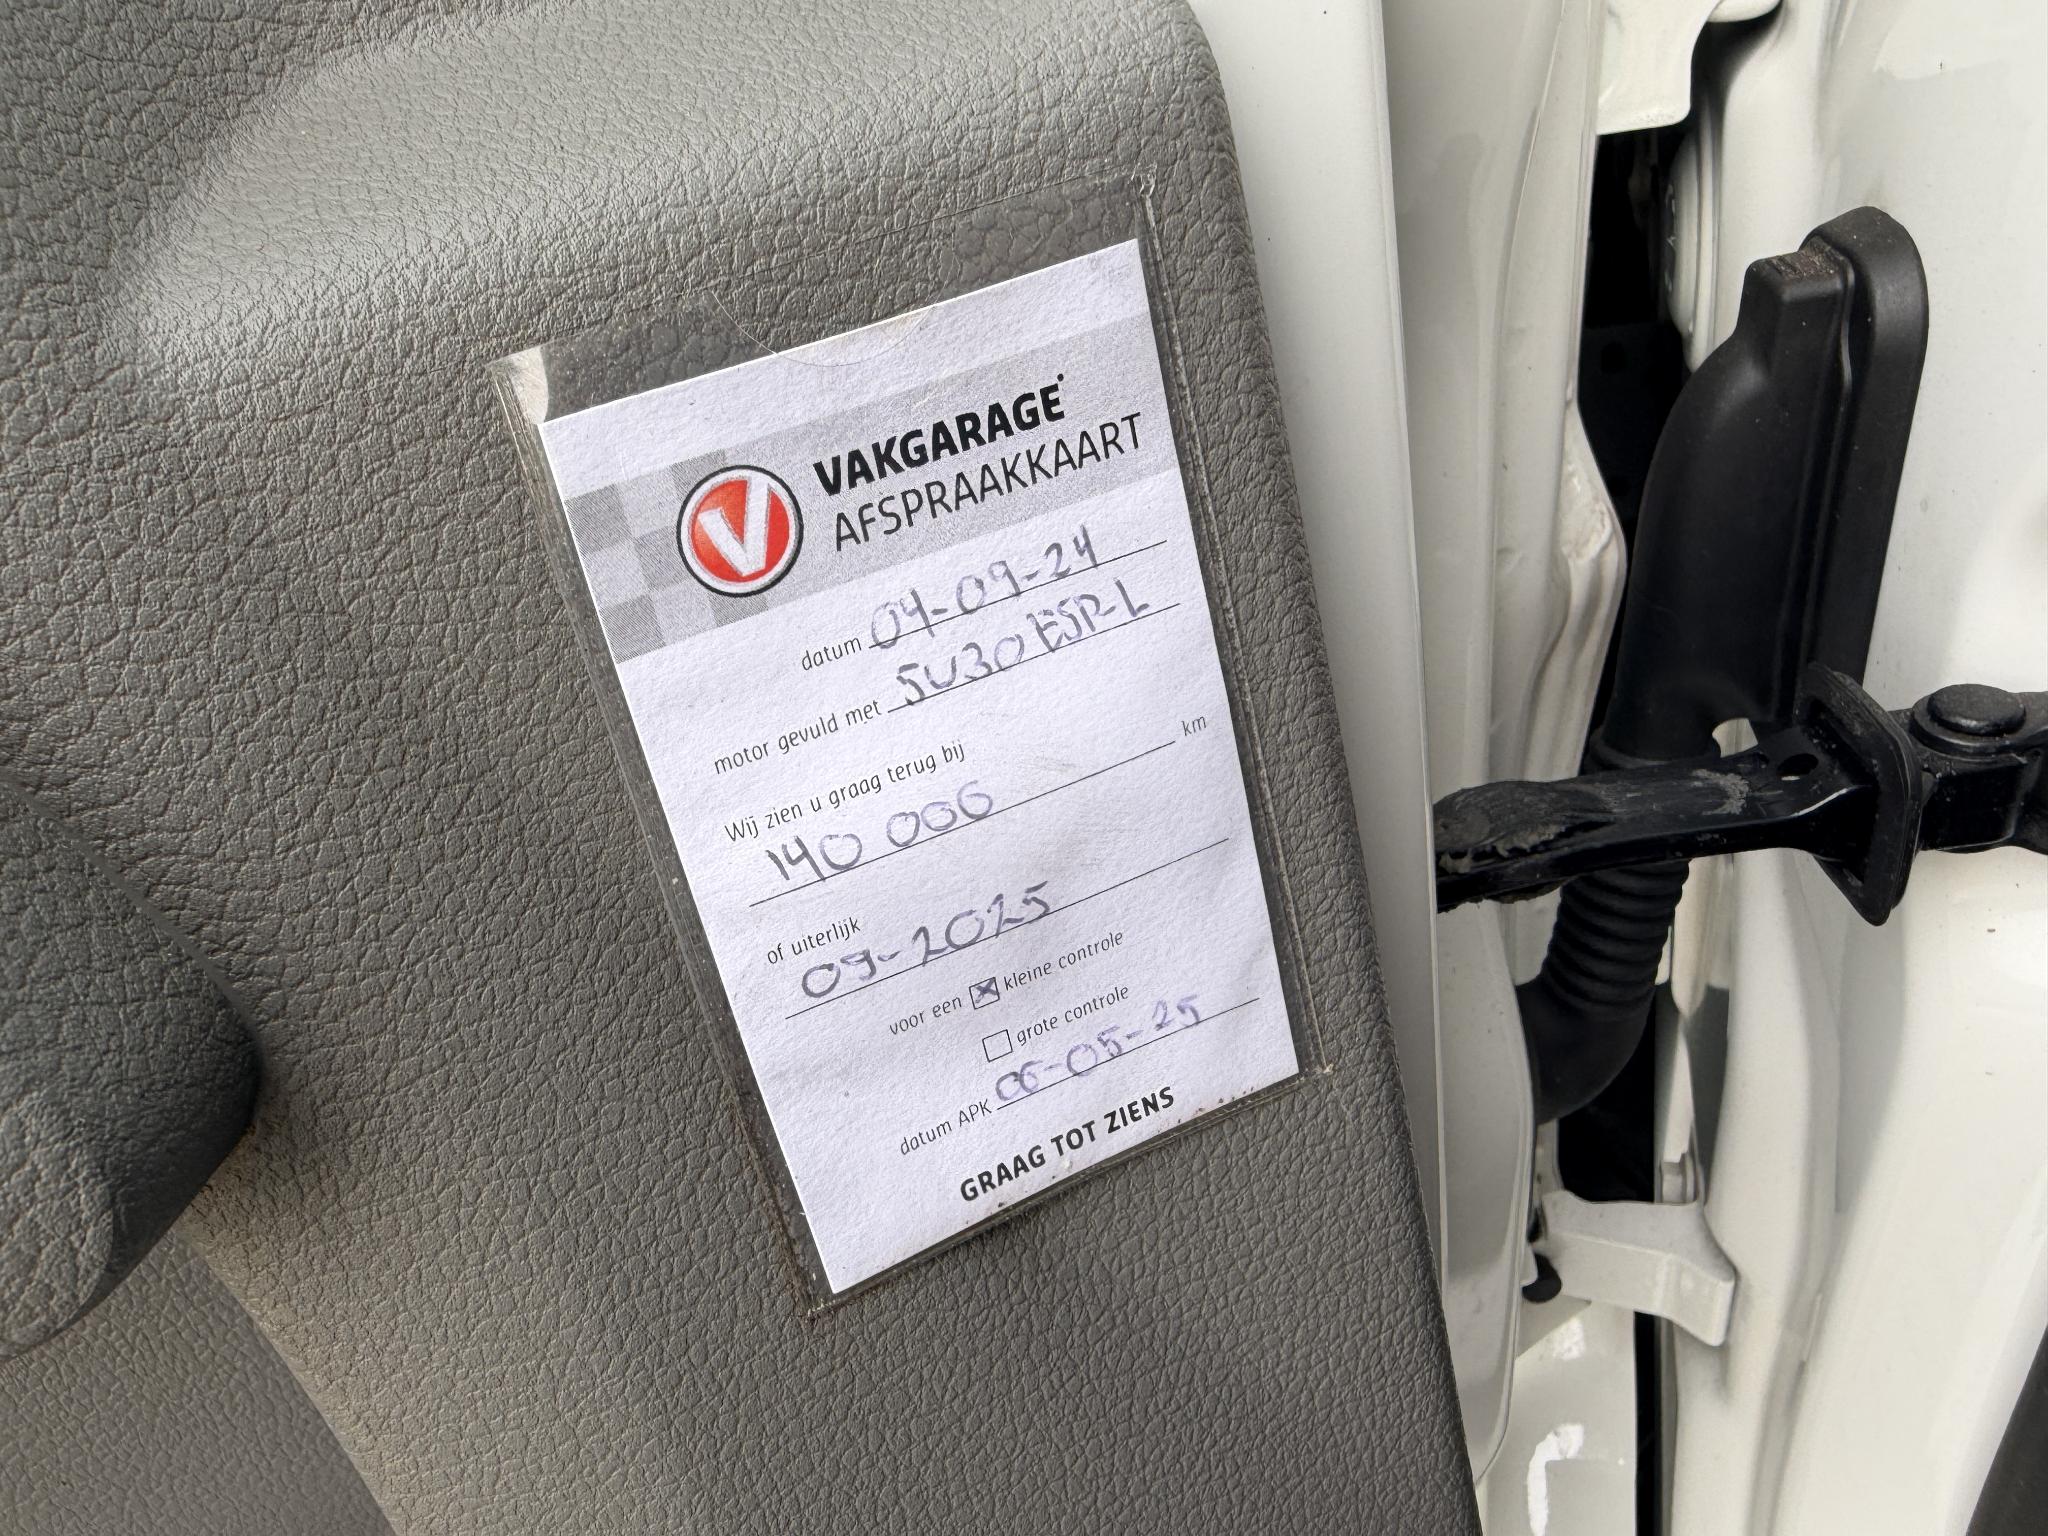 VAKGARAGE
AFSPRAAKKAART
datum 04-09-24
motor gevuld met 5W30 ESP-L
Wij zien u graag terug bij
140 000 km
of uiterlijk
09-2025
voor een ☒ kleine controle
☐ grote controle
datum APK 06-05-25
GRAAG TOT ZIENS